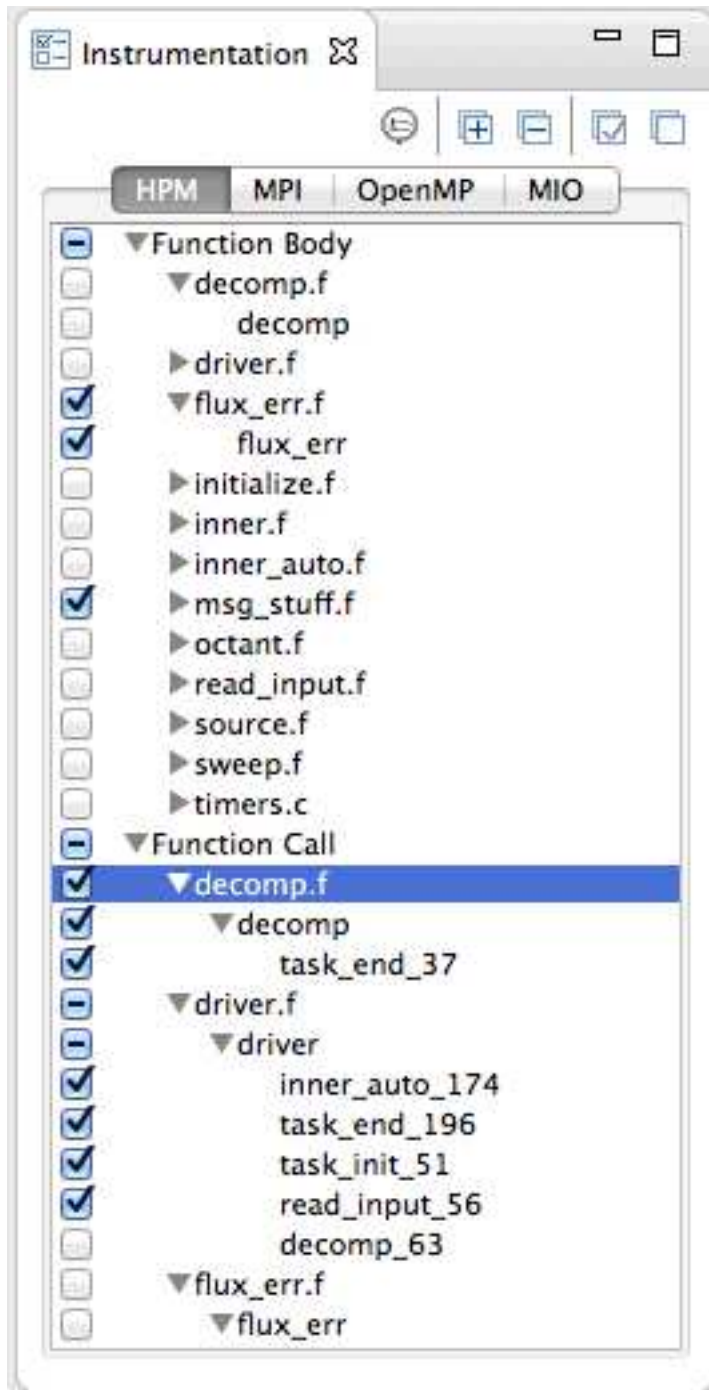 Instrumentation
HPM MPI OpenMP MIO
Function Body
decomp.f
decomp
driver.f
flux_err.f
flux_err
initialize.f
inner.f
inner_auto.f
msg_stuff.f
octant.f
read_input.f
source.f
sweep.f
timers.c
Function Call
decomp.f
decomp
task_end_37
driver.f
driver
inner_auto_174
task_end_196
task_init_51
read_input_56
decomp_63
flux_err.f
flux_err